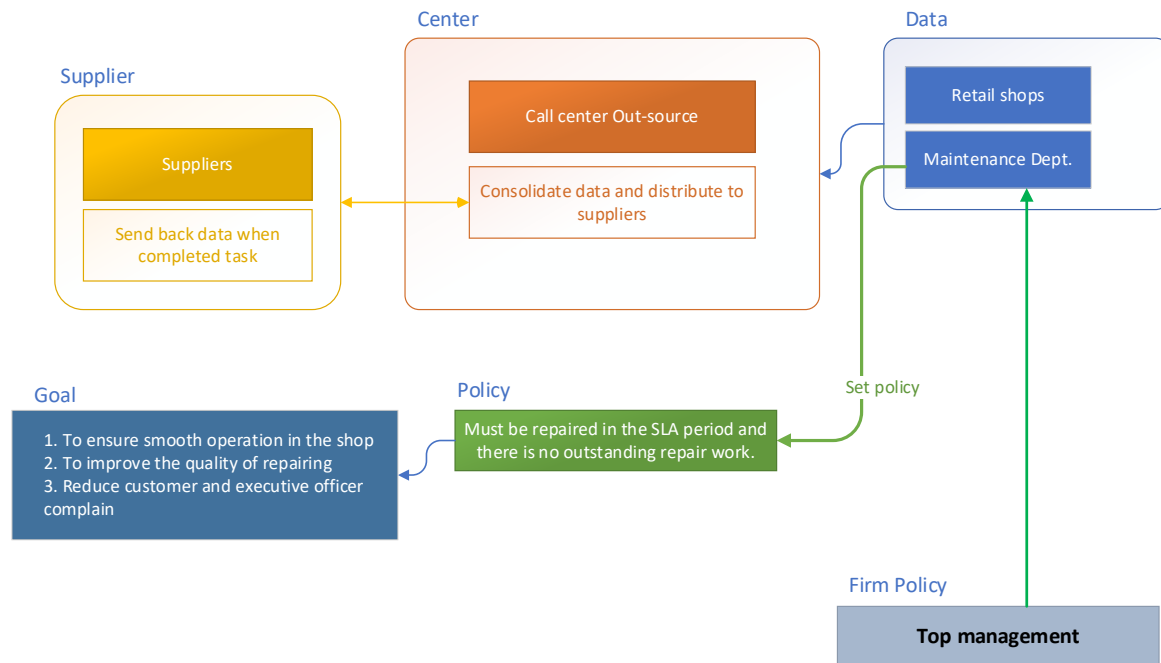 Supplier
Suppliers
Send back data when
completed task
Center
Call center Out-source
Consolidate data and distribute to
suppliers
Data
Retail shops
Maintenance Dept.
Set policy
Goal
1. To ensure smooth operation in the shop
2. To improve the quality of repairing
3. Reduce customer and executive officer
complain
Policy
Must be repaired in the SLA period and
there is no outstanding repair work.
Firm Policy
Top management